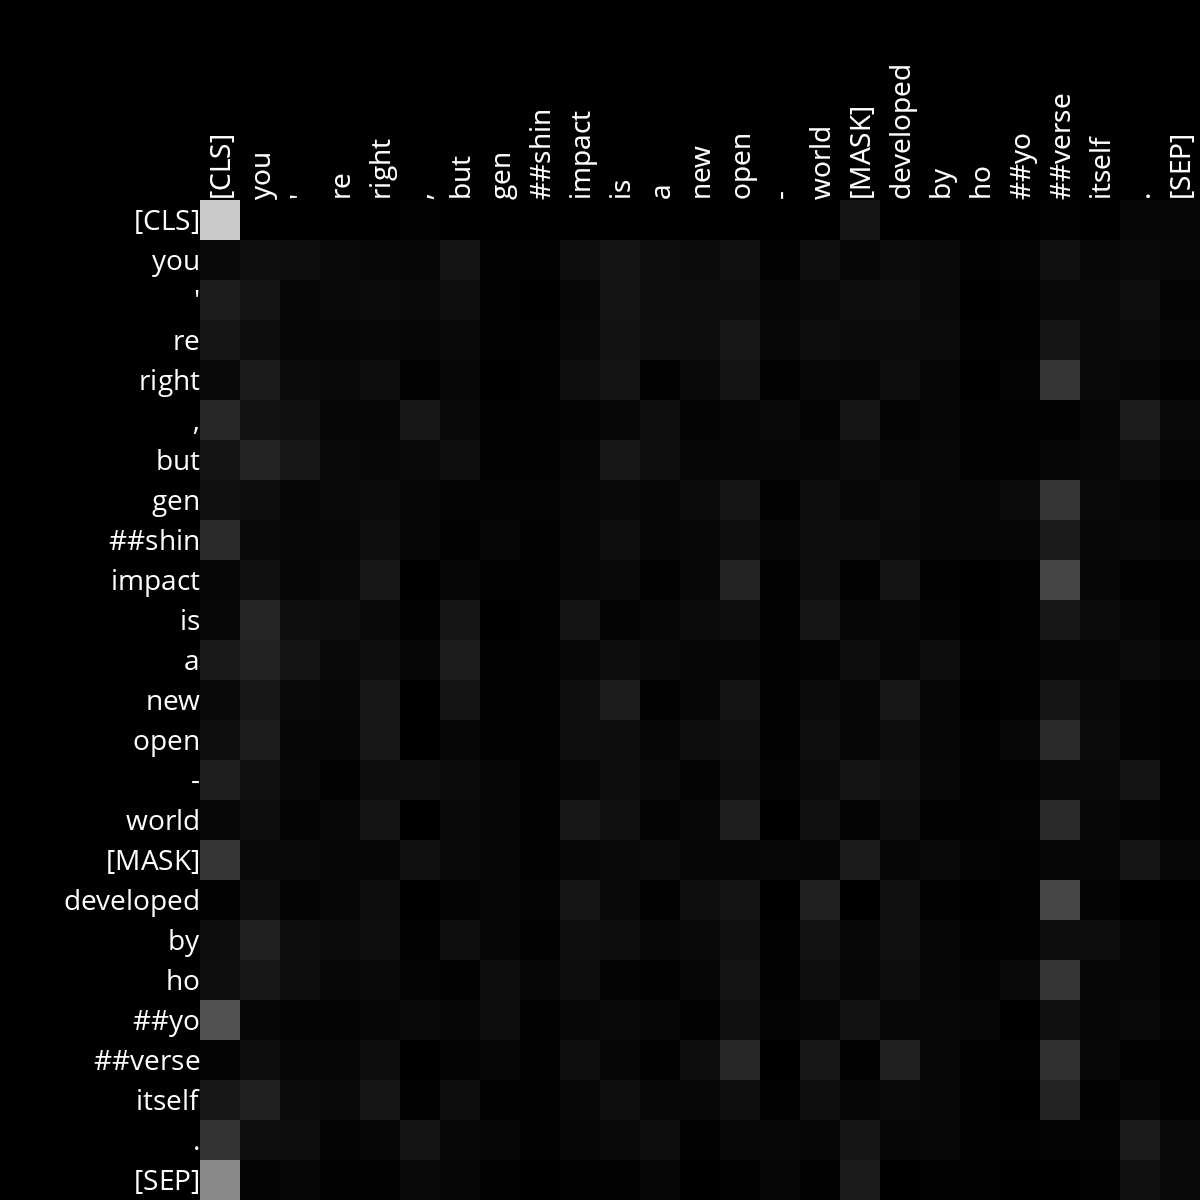 [CLS] you ' re right , but gen ##shin impact is a new open - world [MASK] developed by ho ##yo ##verse itself . [SEP]
[CLS]
you
'
re
right
,
but
gen
##shin
impact
is
a
new
open
-
world
[MASK]
developed
by
ho
##yo
##verse
itself
.
[SEP]